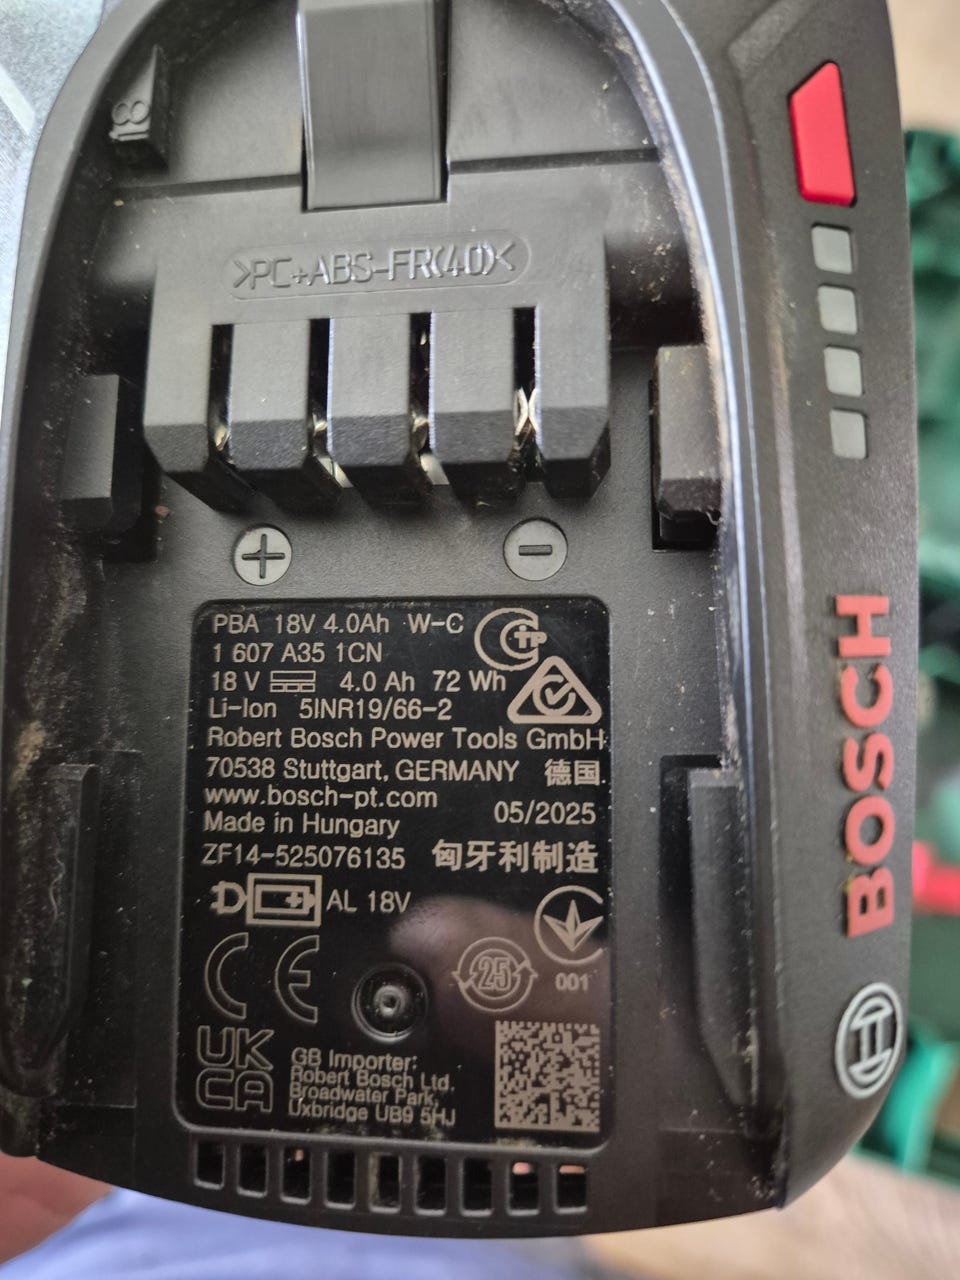 18
>PC+ABS-FR(40)<
+ -
PBA 18V 4.0Ah W-C
1 607 A35 1CN
18 V 4.0 Ah 72 Wh
Li-Ion 5INR19/66-2
Robert Bosch Power Tools GmbH
70538 Stuttgart, GERMANY 德国
www.bosch-pt.com
05/2025
Made in Hungary
ZF14-525076135 匈牙利制造
AL 18V
CE
25
001
UK
CA
GB Importer:
Robert Bosch Ltd.
Broadwater Park,
Uxbridge UB9 5HJ
BOSCH